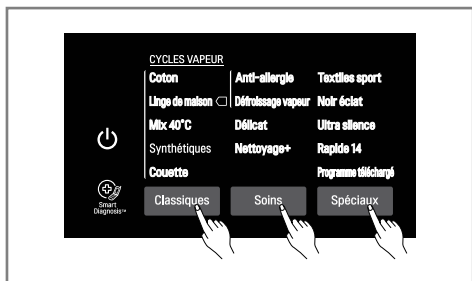 CYCLES VAPEUR
Coton Anti-allergie Textiles sport
Linge de maison Défroissage vapeur Noir éclat
Mix 40°C Délicat Ultra silence
Synthétiques Nettoyage+ Rapide 14
Couette Programme téléchargé
Smart
Diagnosis™
Classiques Soins Spéciaux